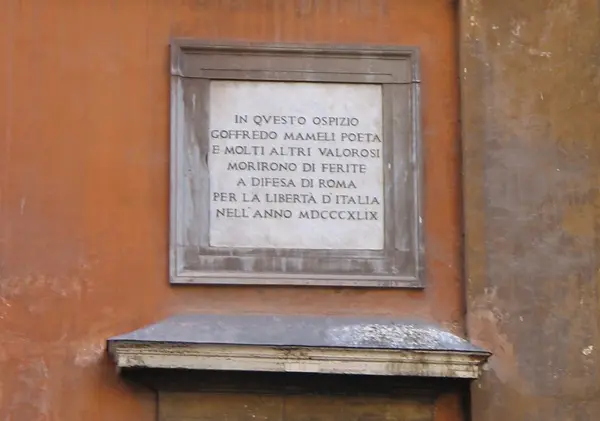 IN QVESTO OSPIZIO
GOFFREDO MAMELI POETA
E MOLTI ALTRI VALOROSI
MORIRONO DI FERITE
A DIFESA DI ROMA
PER LA LIBERTÀ D'ITALIA
NELL'ANNO MDCCCXLIX